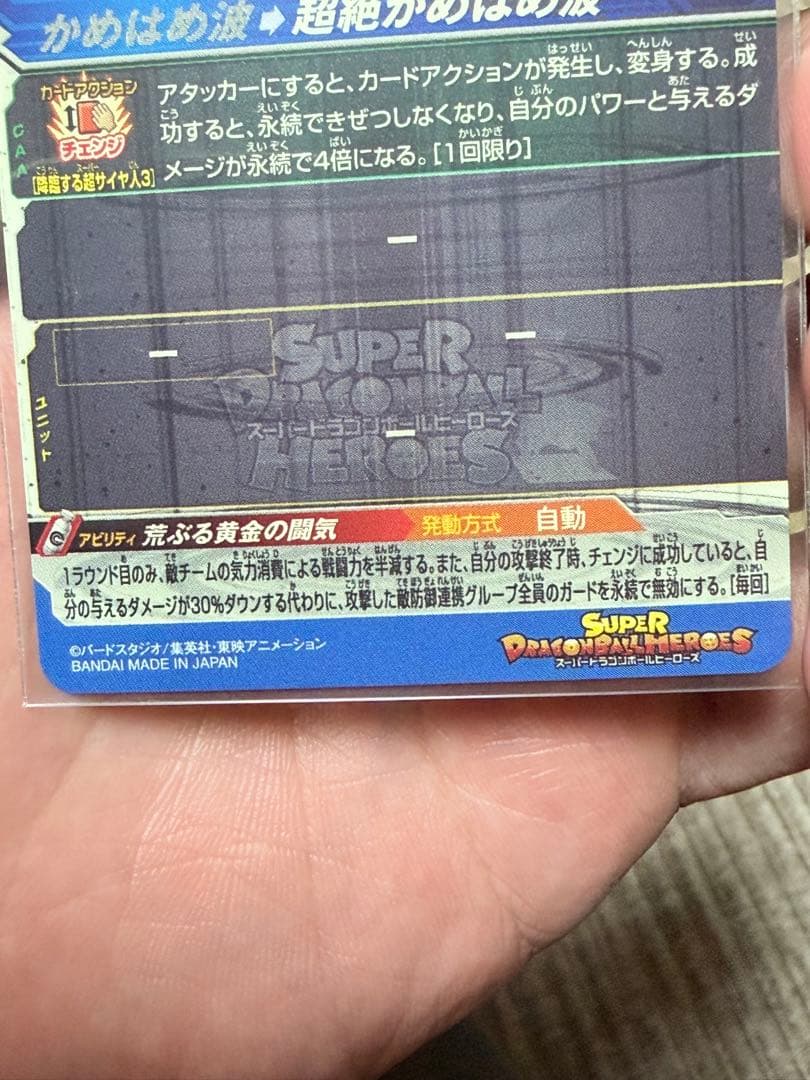 かめはめ波➡超絶かめはめ波
カードアクション
チェンジ
[降臨する超サイヤ人3]
CAA
アタッカーにすると、カードアクションが発生し、変身する。成
功すると、永続できぜつしなくなり、自分のパワーと与えるダ
メージが永続で4倍になる。[1回限り]
ー
ー ー
ー
ユニット
SUPER
DRAGON BALL
スーパードラゴンボールヒーローズ
HEROES
アビリティ 荒ぶる黄金の闘気 発動方式 自動
1ラウンド目のみ、敵チームの気力消費による戦闘力を半減する。また、自分の攻撃終了時、チェンジに成功していると、自
分の与えるダメージが30%ダウンする代わりに、攻撃した敵防御連携グループ全員のガードを永続で無効にする。[毎回]
©バードスタジオ/集英社・東映アニメーション
BANDAI MADE IN JAPAN
SUPER
DRAGONBALL HEROES
スーパードラゴンボールヒーローズ